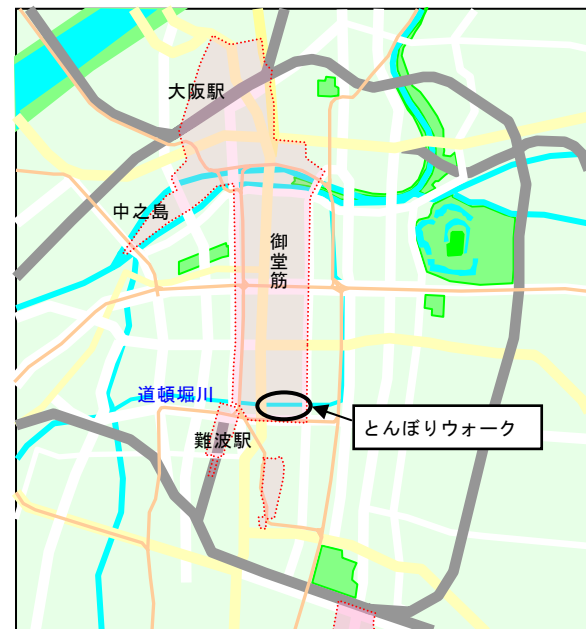 大阪駅
中之島
御堂筋
道頓堀川
とんぼりウォーク
難波駅